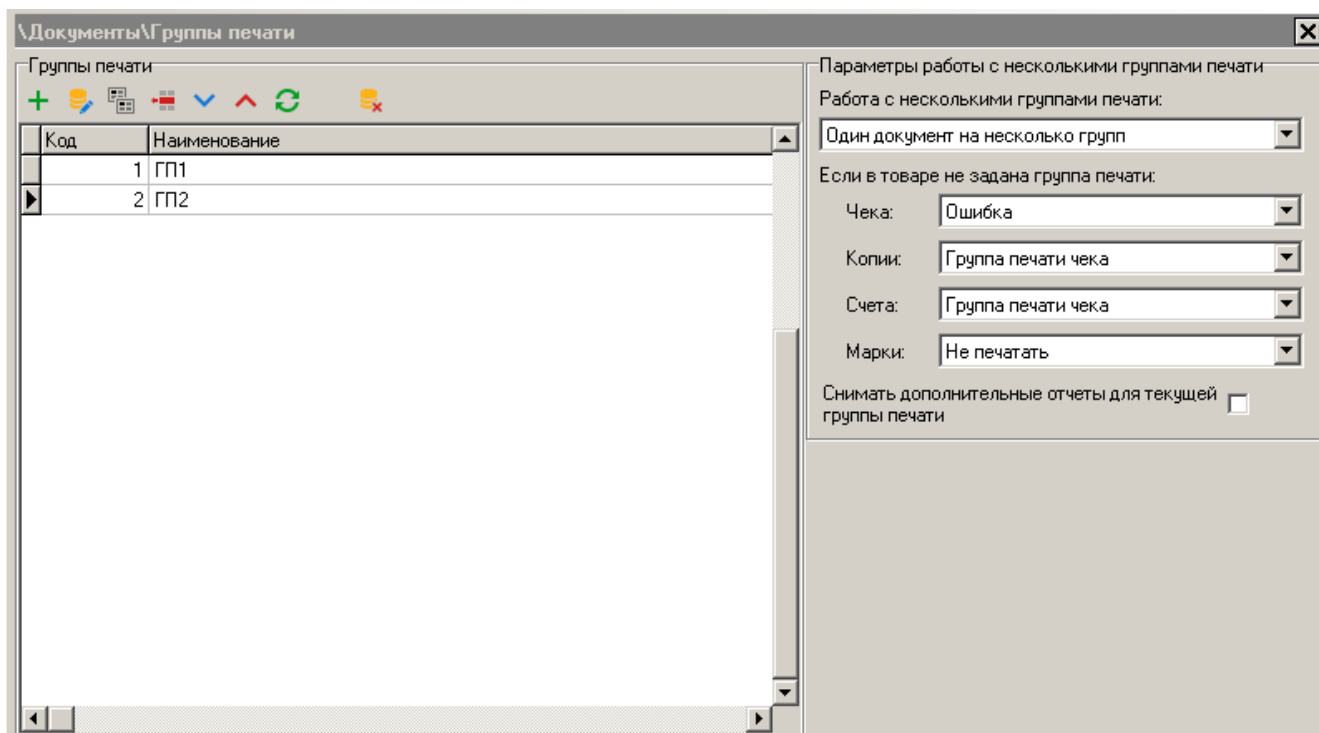 \Документы\Группы печати
Группы печати
Код Наименование
1 ГП1
2 ГП2
Параметры работы с несколькими группами печати
Работа с несколькими группами печати:
Один документ на несколько групп
Если в товаре не задана группа печати:
Чека: Ошибка
Копии: Группа печати чека
Счета: Группа печати чека
Марки: Не печатать
Снимать дополнительные отчеты для текущей
группы печати